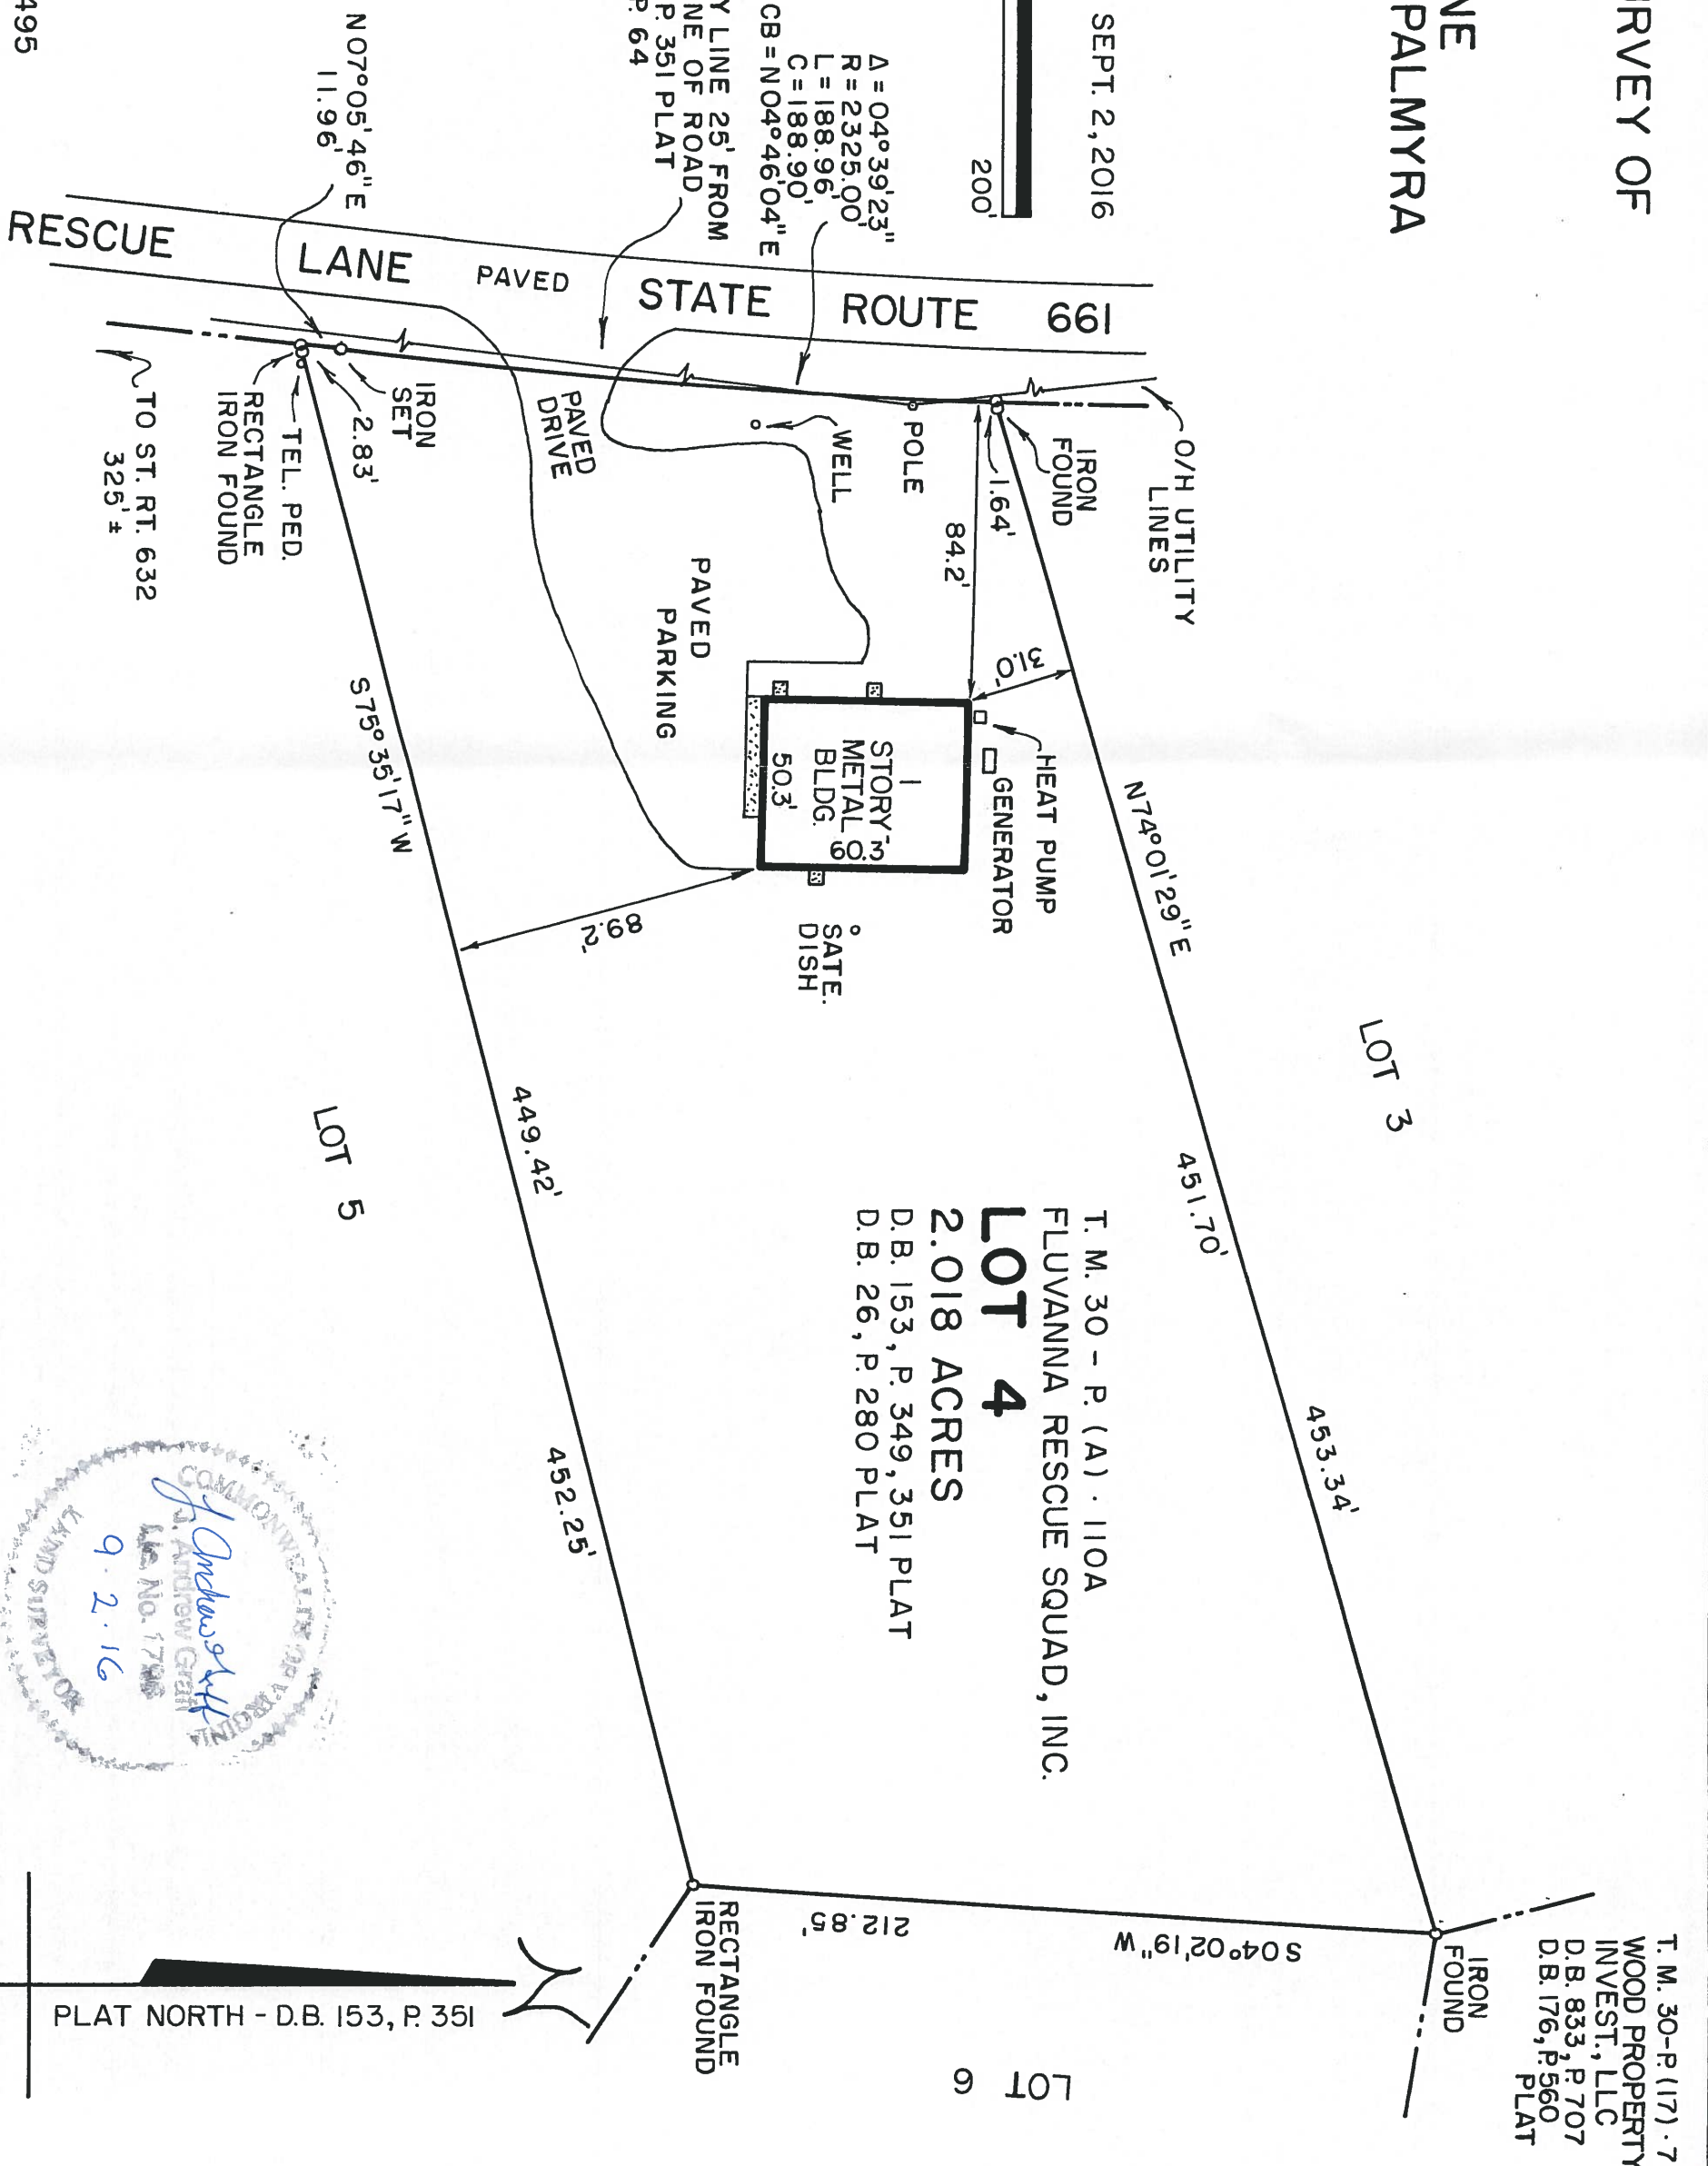 RVEY OF
NE
PALMYRA
SEPT. 2, 2016
200'
Δ = 04°39'23"
R = 2325.00'
L = 188.96'
C = 188.90'
CB = N04°46'04"E
Y LINE 25' FROM
NE OF ROAD
P. 351 PLAT
P. 64
N07°05'46"E
11.96'
495
RESCUE LANE PAVED STATE ROUTE 661
O/H UTILITY
LINES
IRON
FOUND
1.64'
84.2'
POLE
WELL
PAVED
DRIVE
IRON
SET
2.83'
TEL. PED.
RECTANGLE
IRON FOUND
TO ST. RT. 632
325' ±
31.0'
HEAT PUMP
GENERATOR
1
STORY
METAL
BLDG.
60.3'
50.3'
PAVED
PARKING
SATE.
DISH
89.2'
N74°01'29"E
451.70'
453.34'
LOT 3
S75°35'17"W
449.42'
452.25'
LOT 5
T. M. 30 - P. (A) · 110A
FLUVANNA RESCUE SQUAD, INC.
LOT 4
2.018 ACRES
D.B. 153, P. 349, 351 PLAT
D.B. 26, P. 280 PLAT
T. M. 30-P. (17) · 7
WOOD PROPERTY
INVEST., LLC
D.B. 833, P. 707
D.B. 176, P. 560
PLAT
IRON
FOUND
S04°02'19"W
212.85'
RECTANGLE
IRON FOUND
LOT 6
COMMONWEALTH OF VIRGINIA
J. Andrew Graff
Lic. No.
9.2.16
LAND SURVEYOR
PLAT NORTH - D.B. 153, P. 351